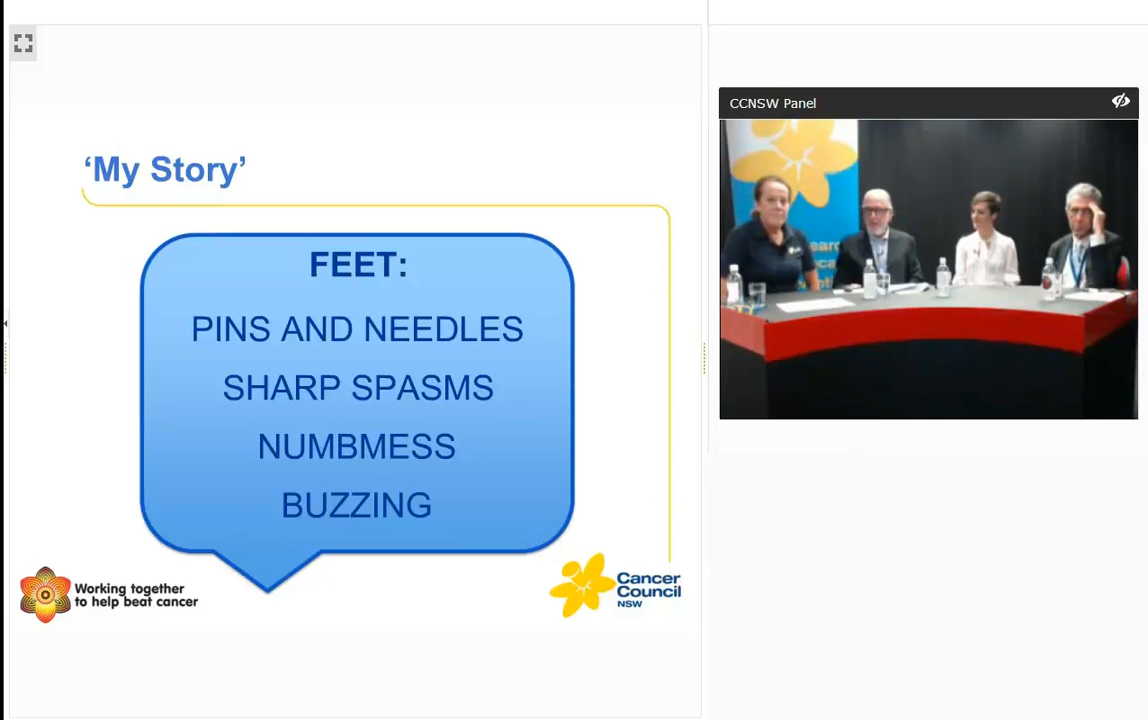 ‘My Story’
FEET:
PINS AND NEEDLES
SHARP SPASMS
NUMBMESS
BUZZING
Working together
to help beat cancer
Cancer
Council
NSW
CCNSW Panel